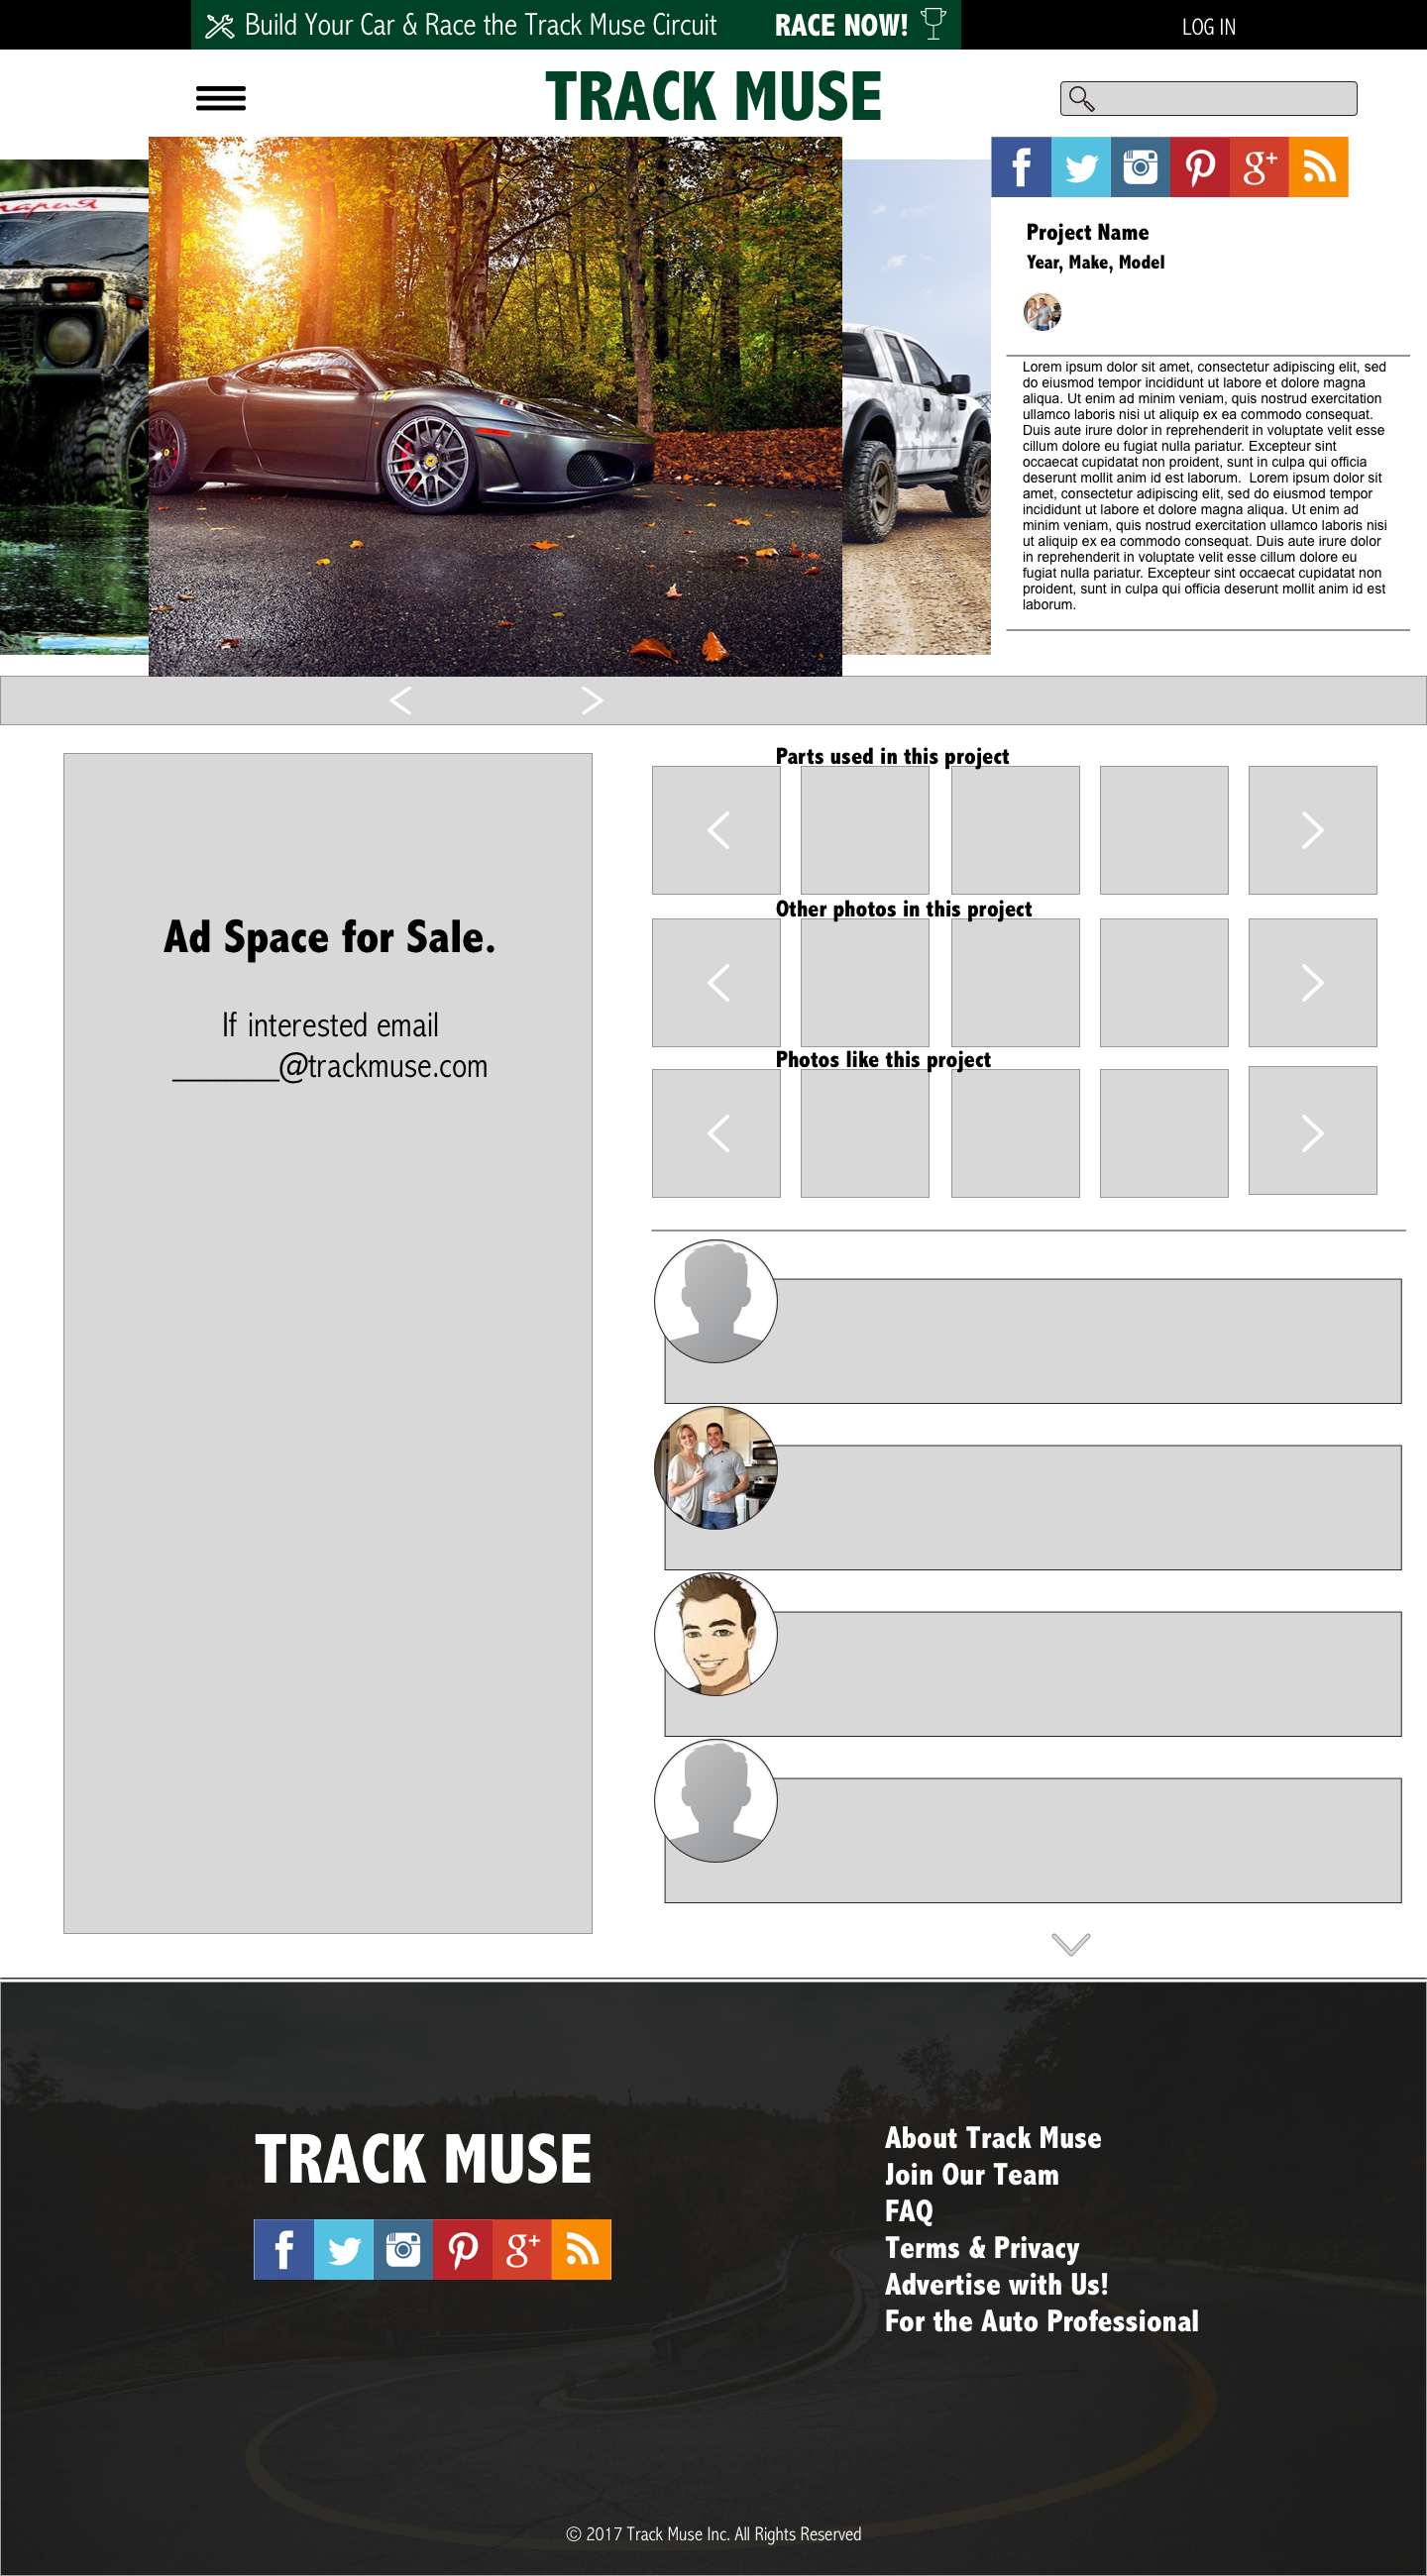 Build Your Car & Race the Track Muse Circuit RACE NOW!
LOG IN
TRACK MUSE
Project Name
Year, Make, Model
Lorem ipsum dolor sit amet, consectetur adipiscing elit, sed
do eiusmod tempor incididunt ut labore et dolore magna
aliqua. Ut enim ad minim veniam, quis nostrud exercitation
ullamco laboris nisi ut aliquip ex ea commodo consequat.
Duis aute irure dolor in reprehenderit in voluptate velit esse
cillum dolore eu fugiat nulla pariatur. Excepteur sint
occaecat cupidatat non proident, sunt in culpa qui officia
deserunt mollit anim id est laborum.  Lorem ipsum dolor sit
amet, consectetur adipiscing elit, sed do eiusmod tempor
incididunt ut labore et dolore magna aliqua. Ut enim ad
minim veniam, quis nostrud exercitation ullamco laboris nisi
ut aliquip ex ea commodo consequat. Duis aute irure dolor
in reprehenderit in voluptate velit esse cillum dolore eu
fugiat nulla pariatur. Excepteur sint occaecat cupidatat non
proident, sunt in culpa qui officia deserunt mollit anim id est
laborum.
Ad Space for Sale.
If interested email
______@trackmuse.com
Parts used in this project
Other photos in this project
Photos like this project
TRACK MUSE
About Track Muse
Join Our Team
FAQ
Terms & Privacy
Advertise with Us!
For the Auto Professional
© 2017 Track Muse Inc. All Rights Reserved